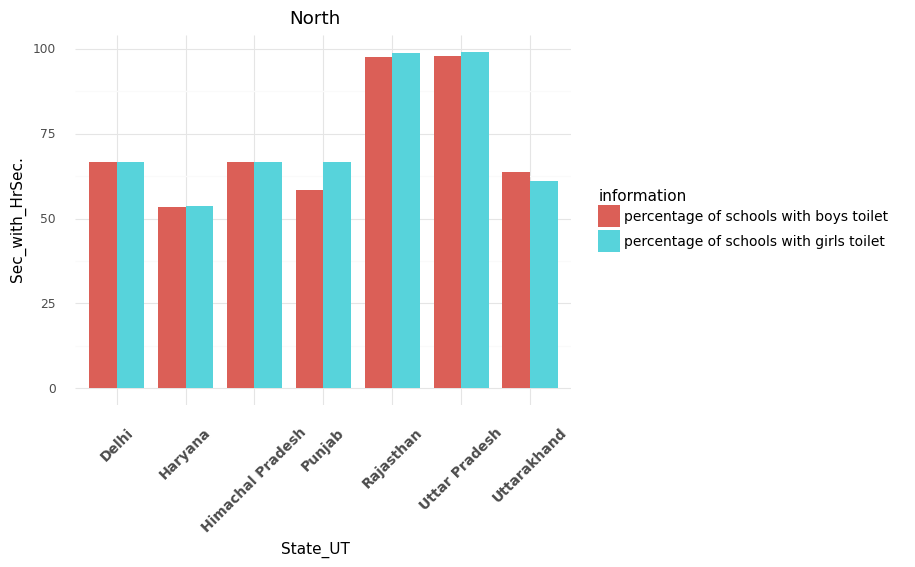 North
100
75
50
25
0
Sec_with_HrSec.
Delhi
Haryana
Himachal Pradesh
Punjab
Rajasthan
Uttar Pradesh
Uttarakhand
State_UT
information
percentage of schools with boys toilet
percentage of schools with girls toilet